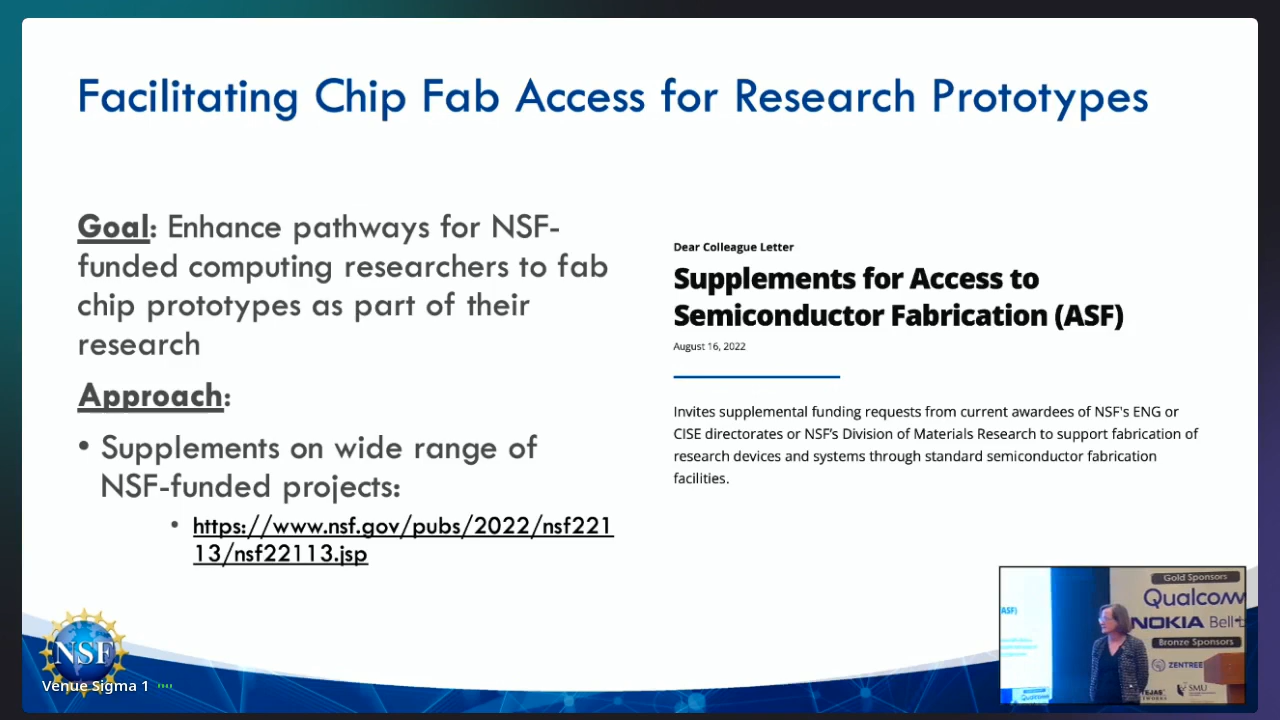 Facilitating Chip Fab Access for Research Prototypes
Goal: Enhance pathways for NSF-
funded computing researchers to fab
chip prototypes as part of their
research
Approach:
• Supplements on wide range of
NSF-funded projects:
• https://www.nsf.gov/pubs/2022/nsf221
13/nsf22113.jsp
Dear Colleague Letter
Supplements for Access to
Semiconductor Fabrication (ASF)
August 16, 2022
Invites supplemental funding requests from current awardees of NSF's ENG or
CISE directorates or NSF’s Division of Materials Research to support fabrication of
research devices and systems through standard semiconductor fabrication
facilities.
NSF
Venue Sigma 1
ASF)
Gold Sponsors
Qualcomm
NOKIA Bell
Bronze Sponsors
ZENTREE
SMU